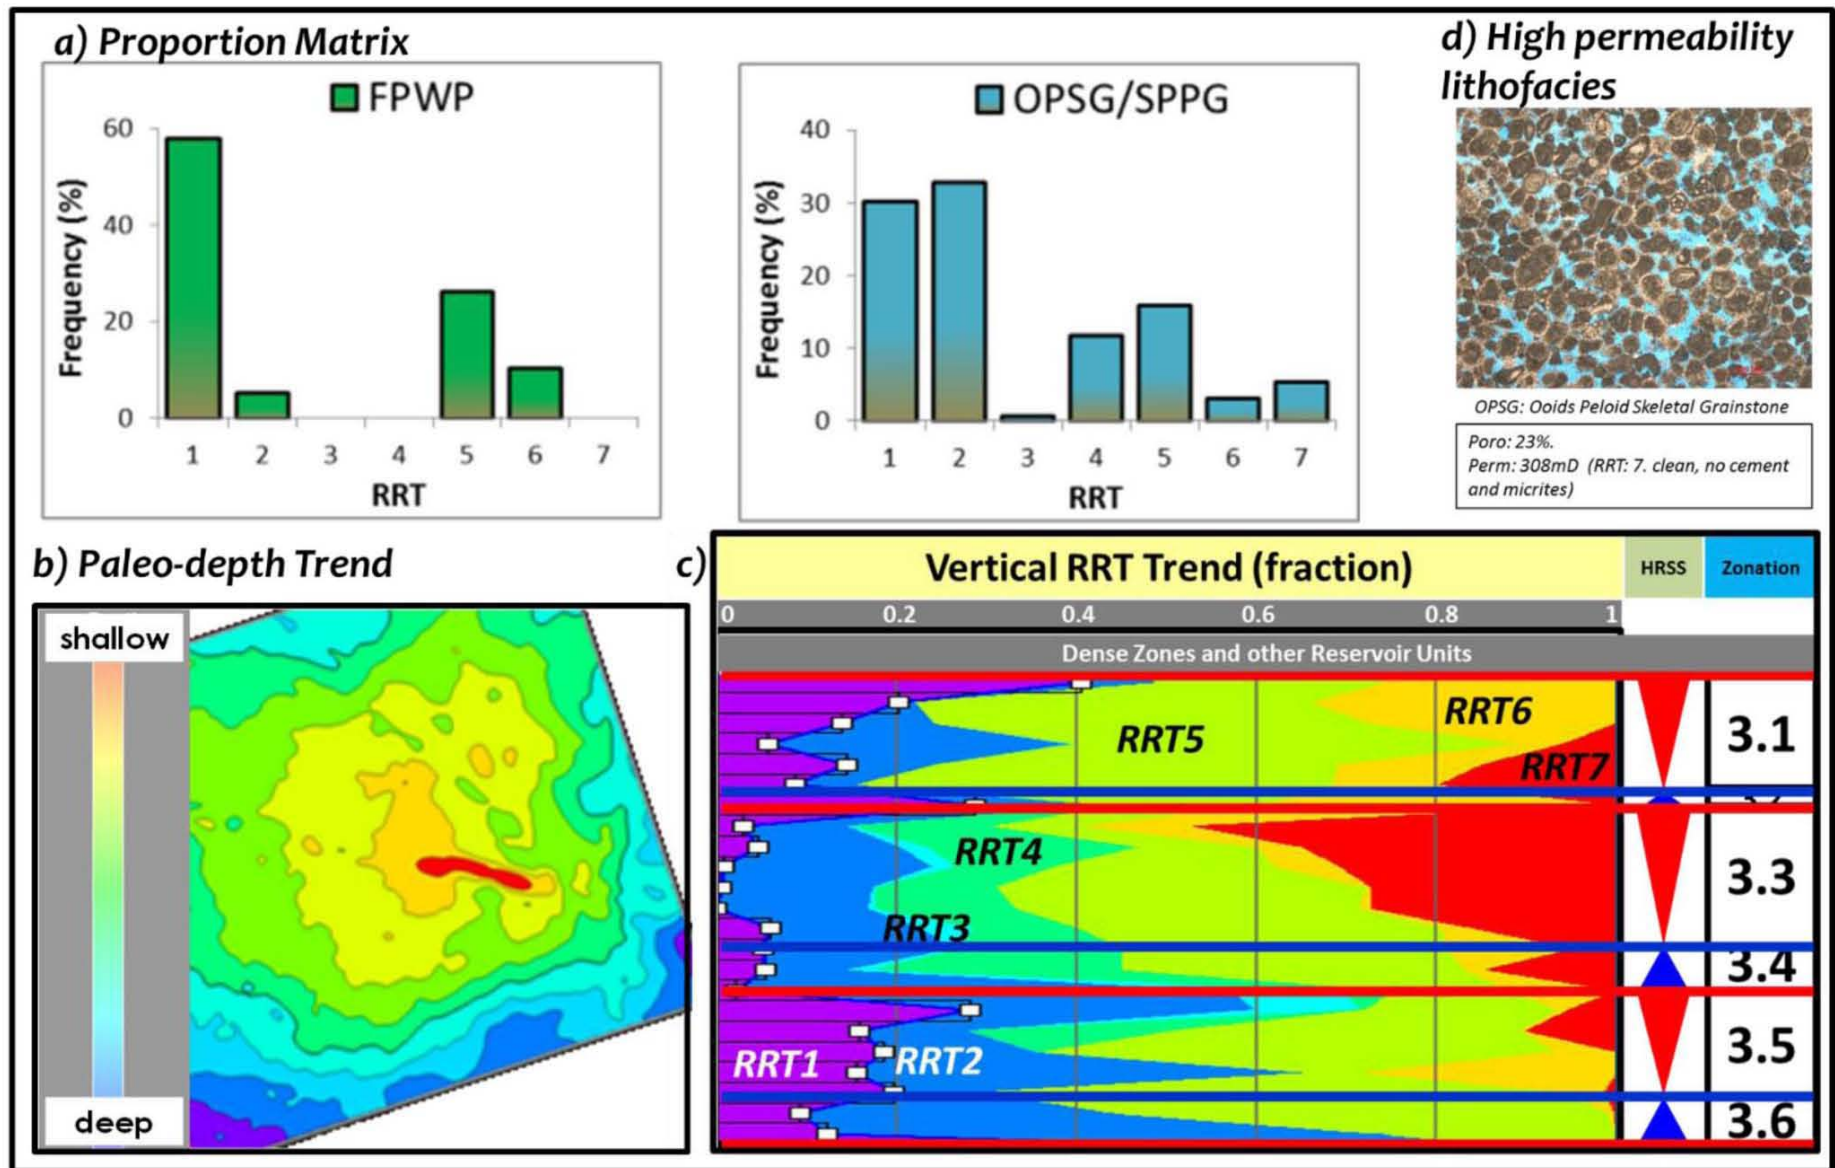 a) Proportion Matrix
FPWP
60
40
20
0
Frequency (%)
1 2 3 4 5 6 7
RRT
OPSG/SPPG
40
30
20
10
0
Frequency (%)
1 2 3 4 5 6 7
RRT
d) High permeability
lithofacies
OPSG: Ooids Peloid Skeletal Grainstone
Poro: 23%.
Perm: 308mD (RRT: 7. clean, no cement
and micrites)
b) Paleo-depth Trend
shallow
deep
c)
Vertical RRT Trend (fraction)
HRSS
Zonation
0 0.2 0.4 0.6 0.8 1
Dense Zones and other Reservoir Units
RRT6
RRT5
RRT7
3.1
RRT4
3.3
RRT3
3.4
RRT1
RRT2
3.5
3.6